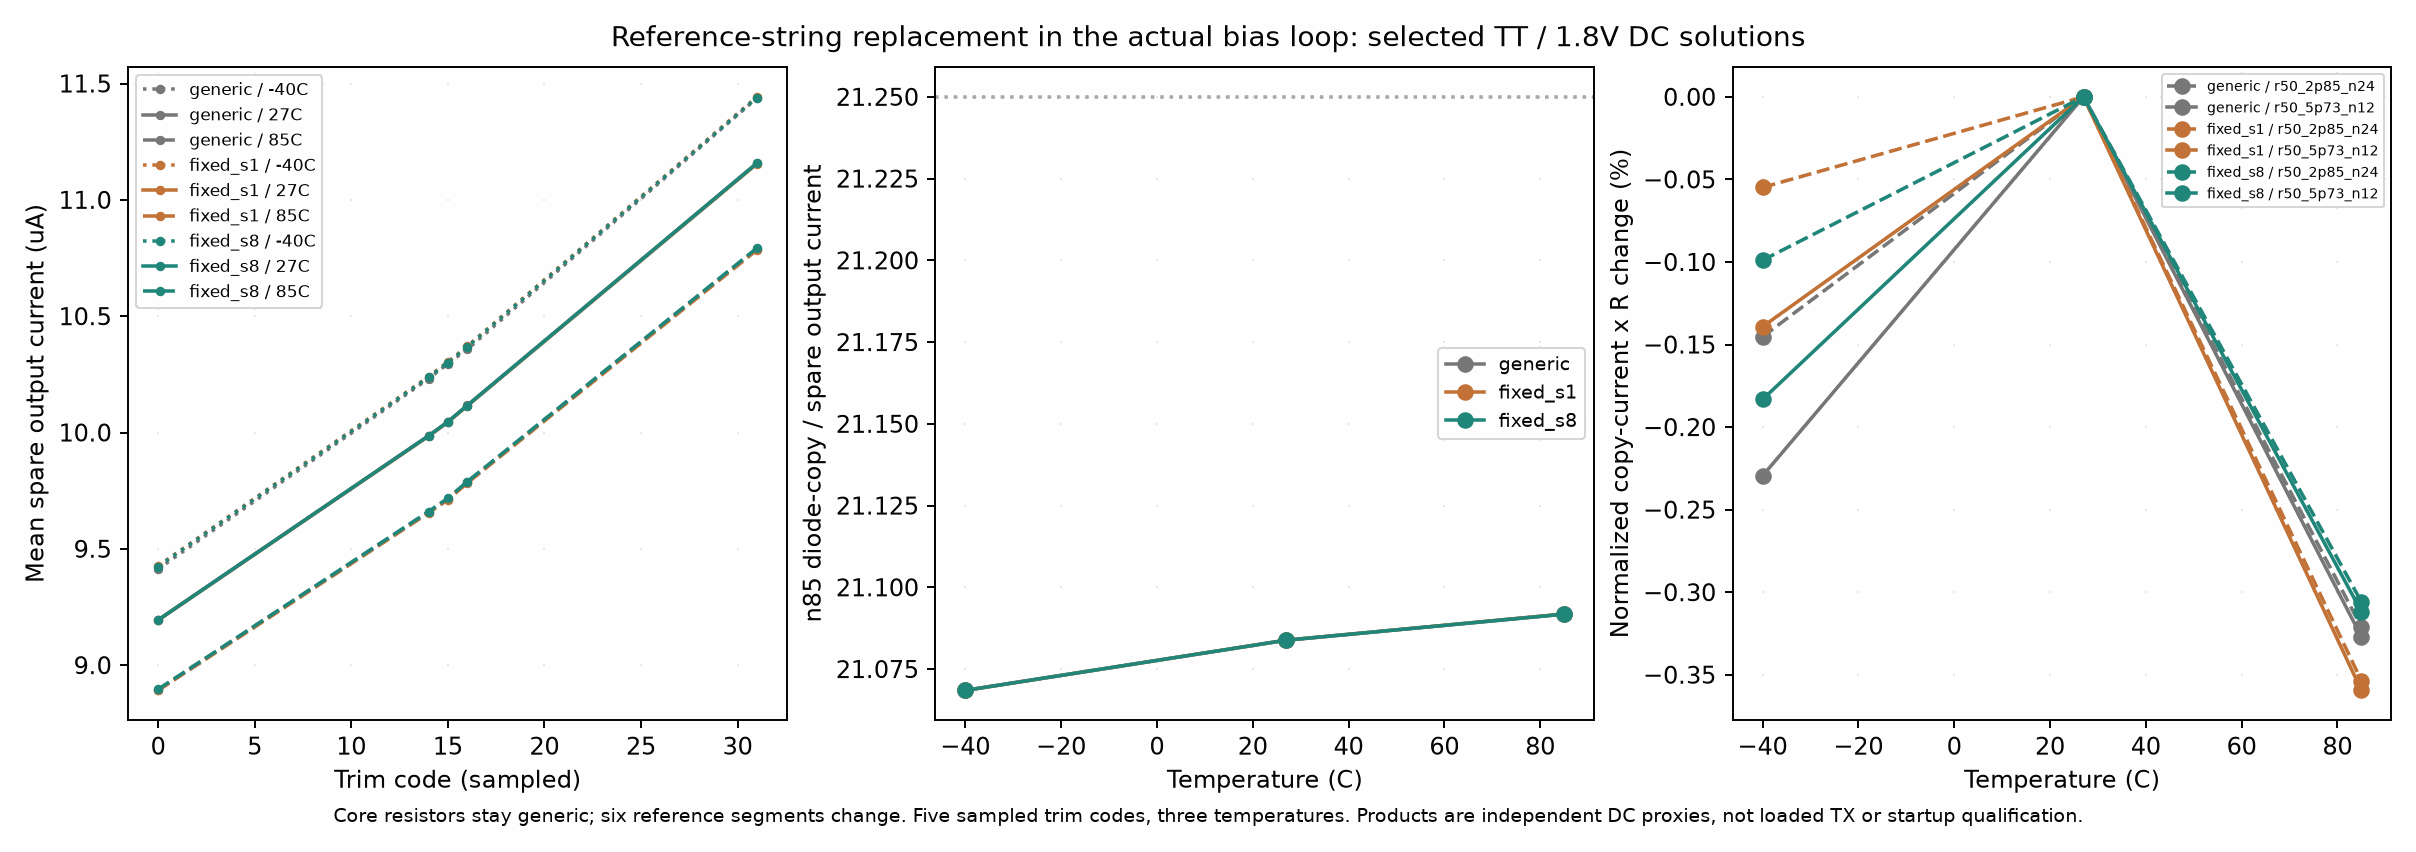 Reference-string replacement in the actual bias loop: selected TT / 1.8V DC solutions
Mean spare output current (uA)
11.5
11.0
10.5
10.0
9.5
9.0
generic / -40C
generic / 27C
generic / 85C
fixed_s1 / -40C
fixed_s1 / 27C
fixed_s1 / 85C
fixed_s8 / -40C
fixed_s8 / 27C
fixed_s8 / 85C
0 5 10 15 20 25 30
Trim code (sampled)
n85 diode-copy / spare output current
21.250
21.225
21.200
21.175
21.150
21.125
21.100
21.075
generic
fixed_s1
fixed_s8
−40 −20 0 20 40 60 80
Temperature (C)
Normalized copy-current x R change (%)
0.00
−0.05
−0.10
−0.15
−0.20
−0.25
−0.30
−0.35
generic / r50_2p85_n24
generic / r50_5p73_n12
fixed_s1 / r50_2p85_n24
fixed_s1 / r50_5p73_n12
fixed_s8 / r50_2p85_n24
fixed_s8 / r50_5p73_n12
−40 −20 0 20 40 60 80
Temperature (C)
Core resistors stay generic; six reference segments change. Five sampled trim codes, three temperatures. Products are independent DC proxies, not loaded TX or startup qualification.